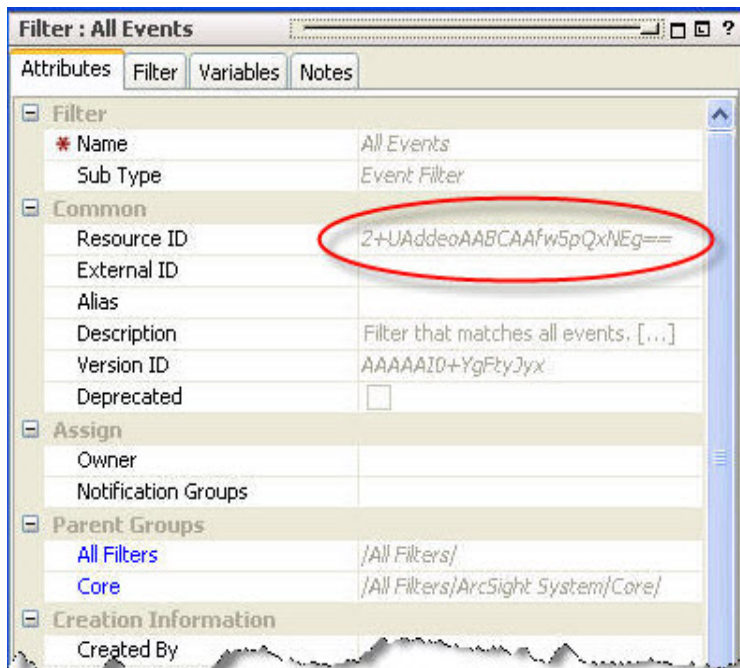 Filter : All Events ?
Attributes Filter Variables Notes
Filter
* Name All Events
Sub Type Event Filter
Common
Resource ID 2+UAddeoAABCAAfw5pQxNEg==
External ID
Alias
Description Filter that matches all events. [...]
Version ID AAAAAI0+YgFtyJyx
Deprecated
Assign
Owner
Notification Groups
Parent Groups
All Filters /All Filters/
Core /All Filters/ArcSight System/Core/
Creation Information
Created By